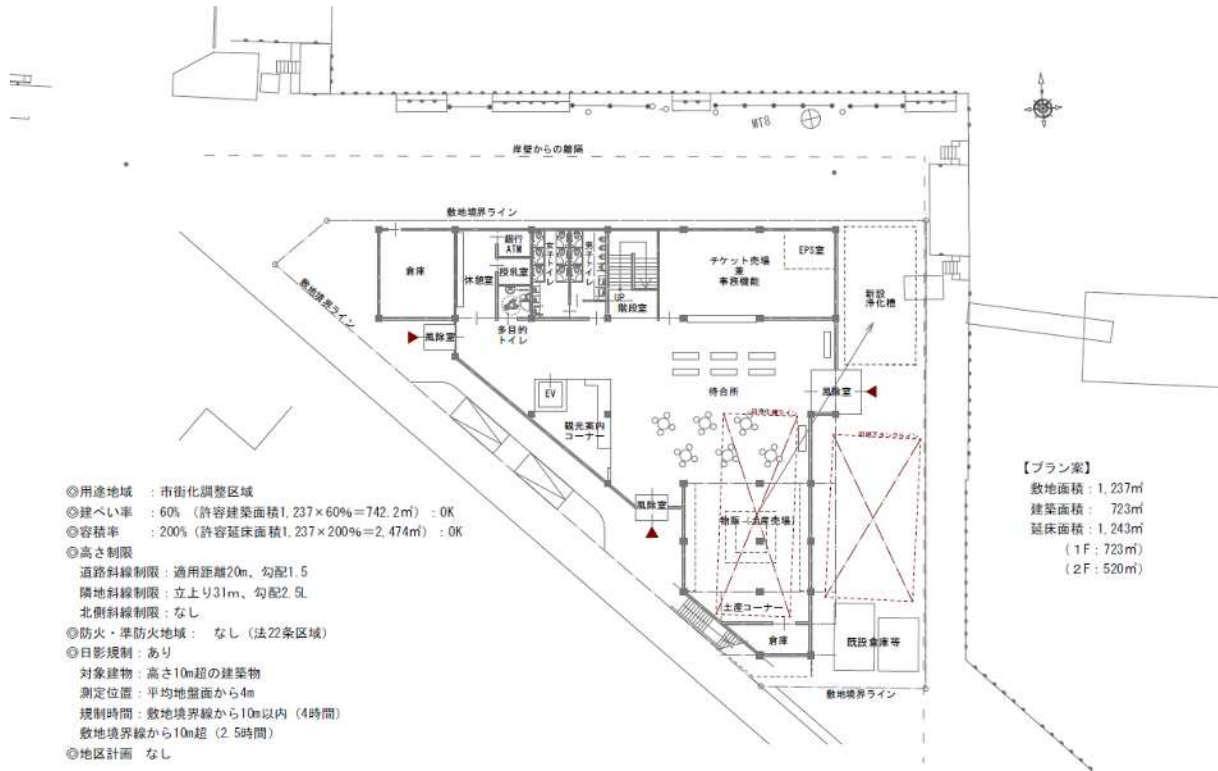 岸壁からの離隔
敷地境界ライン
敷地境界ライン
倉庫
休憩室
銀行
ATM
授乳室
女子トイレ
男子トイレ
UP
階段室
チケット売場
兼
事務機能
EPS室
新設
浄化槽
風除室
多目的
トイレ
待合所
風除室
EV
観光案内
コーナー
風除室
物販(土産売場)
土産コーナー
倉庫
既設倉庫等
敷地境界ライン
◎用途地域 :市街化調整区域
◎建ぺい率 :60% (許容建築面積1,237×60%=742.2㎡) :OK
◎容積率 :200% (許容延床面積1,237×200%=2,474㎡) :OK
◎高さ制限
道路斜線制限:適用距離20m、勾配1.5
隣地斜線制限:立上り31m、勾配2.5L
北側斜線制限:なし
◎防火・準防火地域: なし (法22条区域)
◎日影規制:あり
対象建物:高さ10m超の建築物
測定位置:平均地盤面から4m
規制時間:敷地境界線から10m以内 (4時間)
敷地境界線から10m超 (2.5時間)
◎地区計画 なし
【プラン案】
敷地面積:1,237㎡
建築面積: 723㎡
延床面積:1,243㎡
(1F:723㎡)
(2F:520㎡)